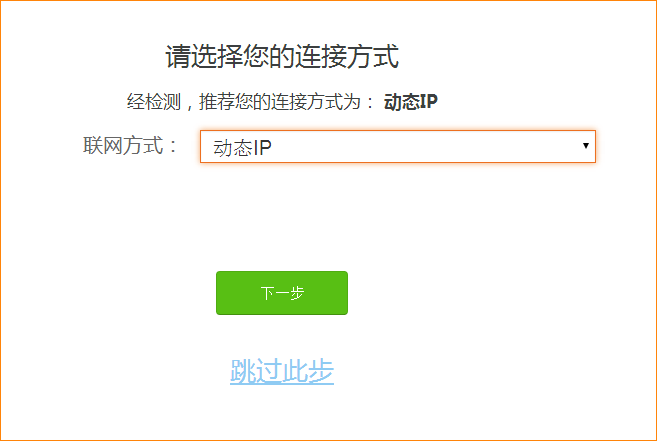 请选择您的连接方式
经检测，推荐您的连接方式为： 动态IP
联网方式： 动态IP
下一步
跳过此步